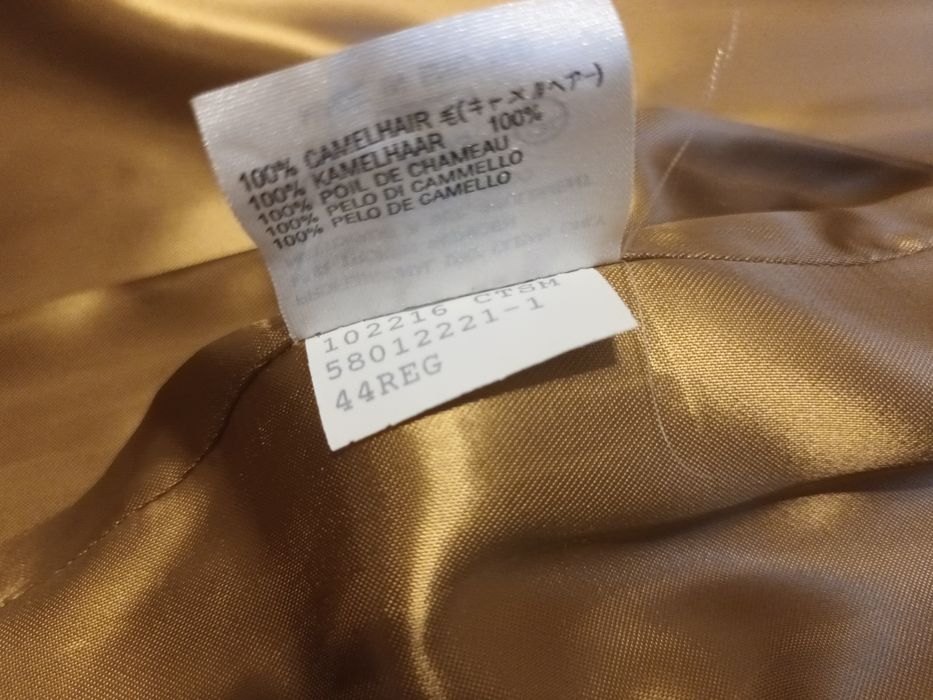 100% CAMELHAIR 毛(キャメルヘアー) 100%
100% KAMELHAAR
100% POIL DE CHAMEAU
100% PELO DI CAMMELLO
100% PELO DE CAMELLO
102216 CTSM
58012221-1
44REG